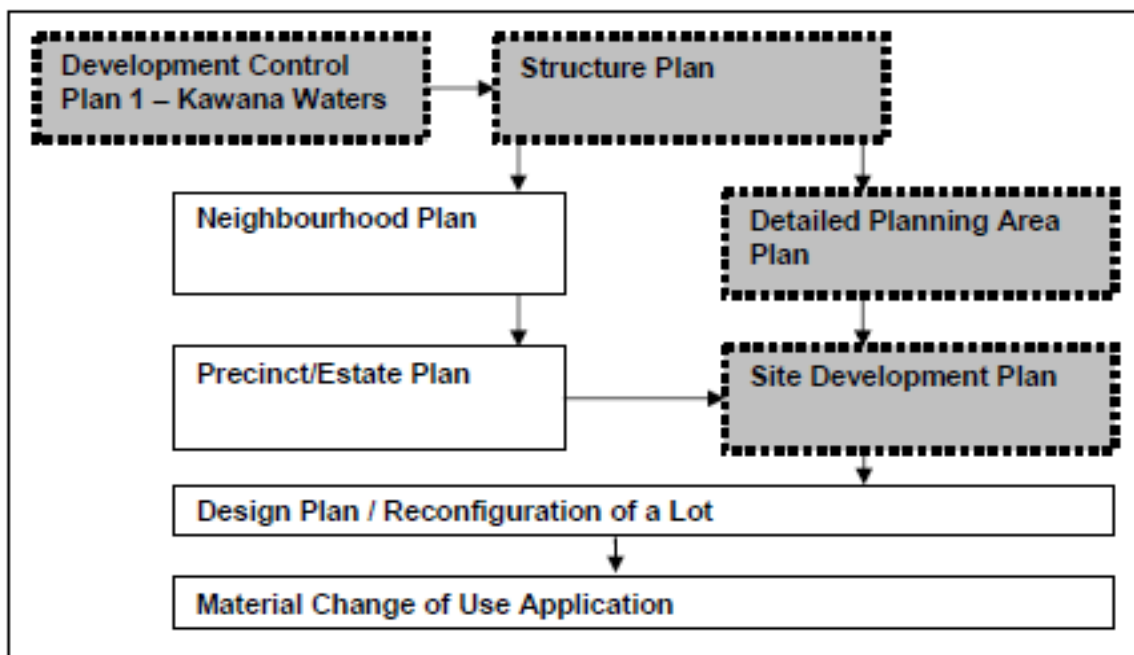 Development Control
Plan 1 – Kawana Waters
Structure Plan
Neighbourhood Plan
Detailed Planning Area
Plan
Precinct/Estate Plan
Site Development Plan
Design Plan / Reconfiguration of a Lot
Material Change of Use Application